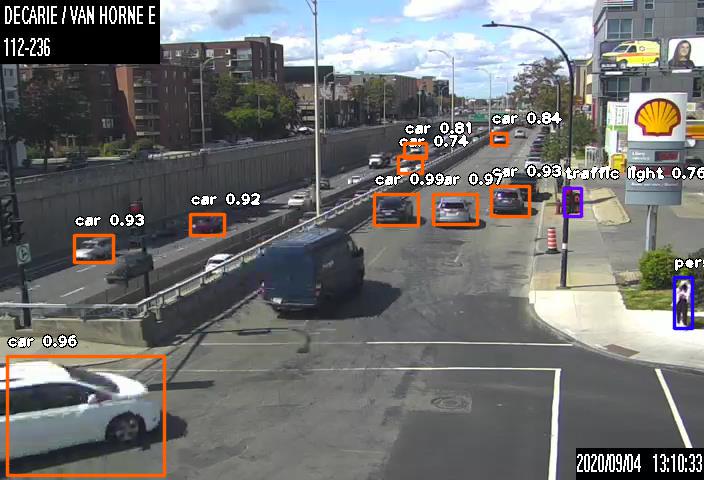 DECARIE / VAN HORNE E
112-236
car 0.84
car 0.81
car 0.74
car 0.99
car 0.97
car 0.93
traffic light 0.76
car 0.92
car 0.93
pers
car 0.96
2020/09/04 13:10:33